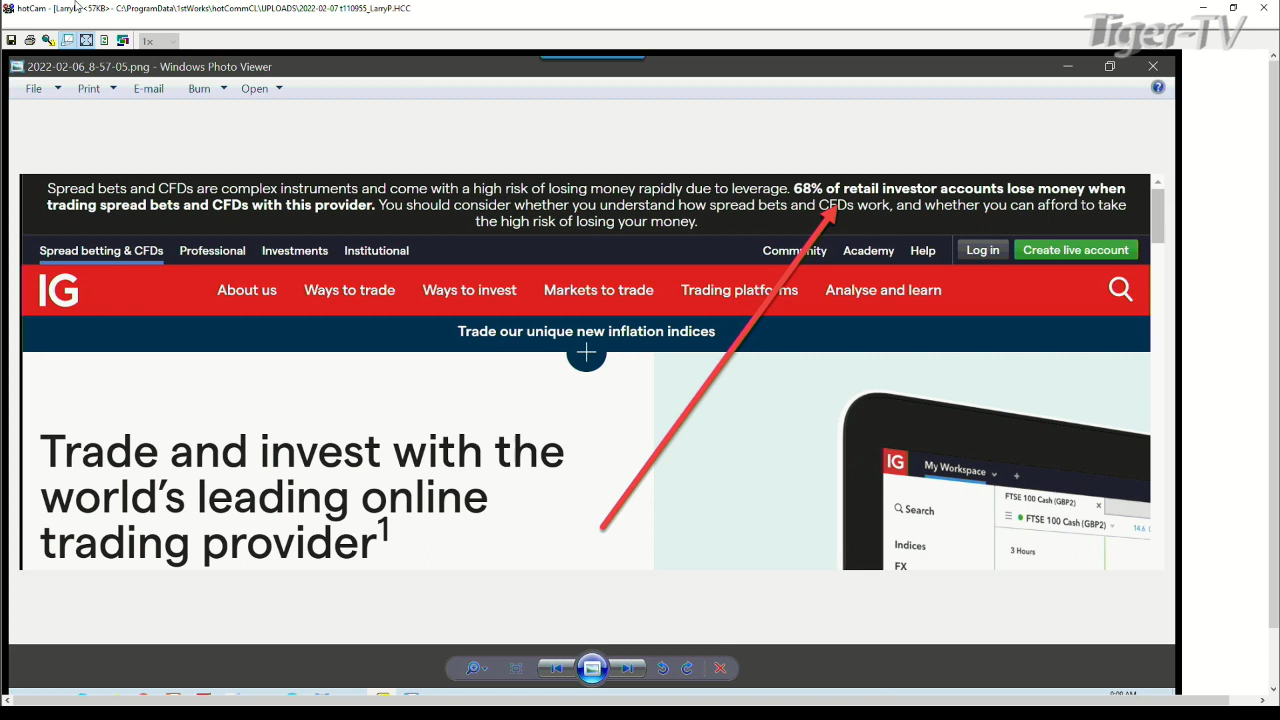 hotCam - [LarryP <57KB> - C:\ProgramData\1stWorks\hotCommCL\UPLOADS\2022-02-07 t110955_LarryP.HCC
Tiger-TV
1x
2022-02-06_8-57-05.png - Windows Photo Viewer
File Print E-mail Burn Open
Spread bets and CFDs are complex instruments and come with a high risk of losing money rapidly due to leverage. 68% of retail investor accounts lose money when
trading spread bets and CFDs with this provider. You should consider whether you understand how spread bets and CFDs work, and whether you can afford to take
the high risk of losing your money.
Spread betting & CFDs Professional Investments Institutional Community Academy Help Log in Create live account
IG About us Ways to trade Ways to invest Markets to trade Trading platforms Analyse and learn
Trade our unique new inflation indices
Trade and invest with the
world's leading online
trading provider1
IG My Workspace
FTSE 100 Cash (GBP2)
Search
FTSE 100 Cash (GBP2) 14.6
Indices
3 Hours
FX